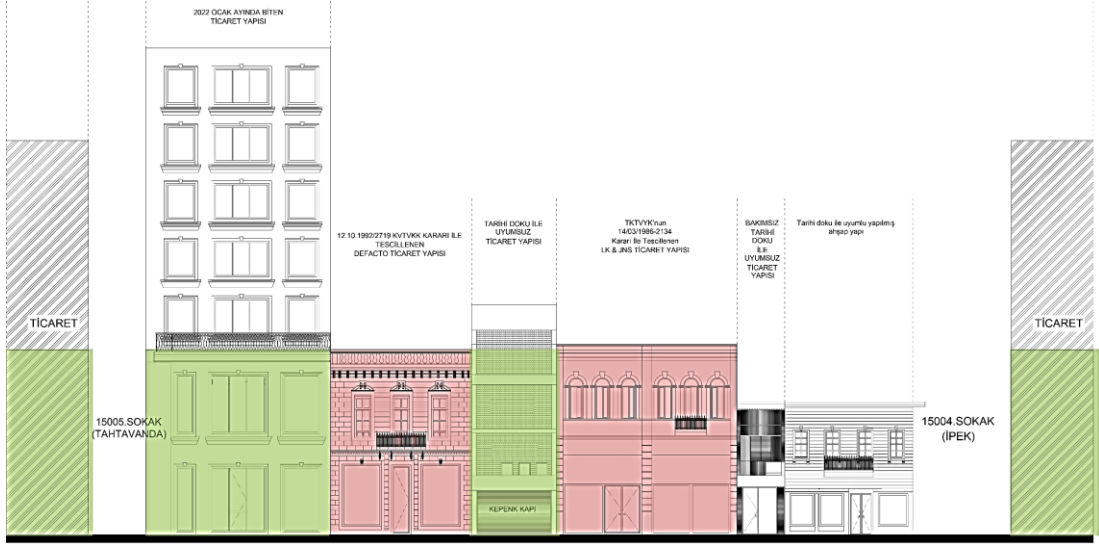 2022 OCAK AYINDA BİTEN
TİCARET YAPISI
12.10.1992/2719 KVTVKK KARARI İLE
TESCİLLENEN
DEFACTO TİCARET YAPISI
TARİHİ DOKU İLE
UYUMSUZ
TİCARET YAPISI
TKTVYK'nun
14/03/1986-2134
Kararı İle Tescillenen
LK & JNS TİCARET YAPISI
BAKIMSIZ
TARİHİ
DOKU
İLE
UYUMSUZ
TİCARET
YAPISI
Tarihi doku ile uyumlu yapılmış
ahşap yapı
TİCARET
TİCARET
15005.SOKAK
(TAHTAVANDA)
15004.SOKAK
(İPEK)
KEPENK KAPI